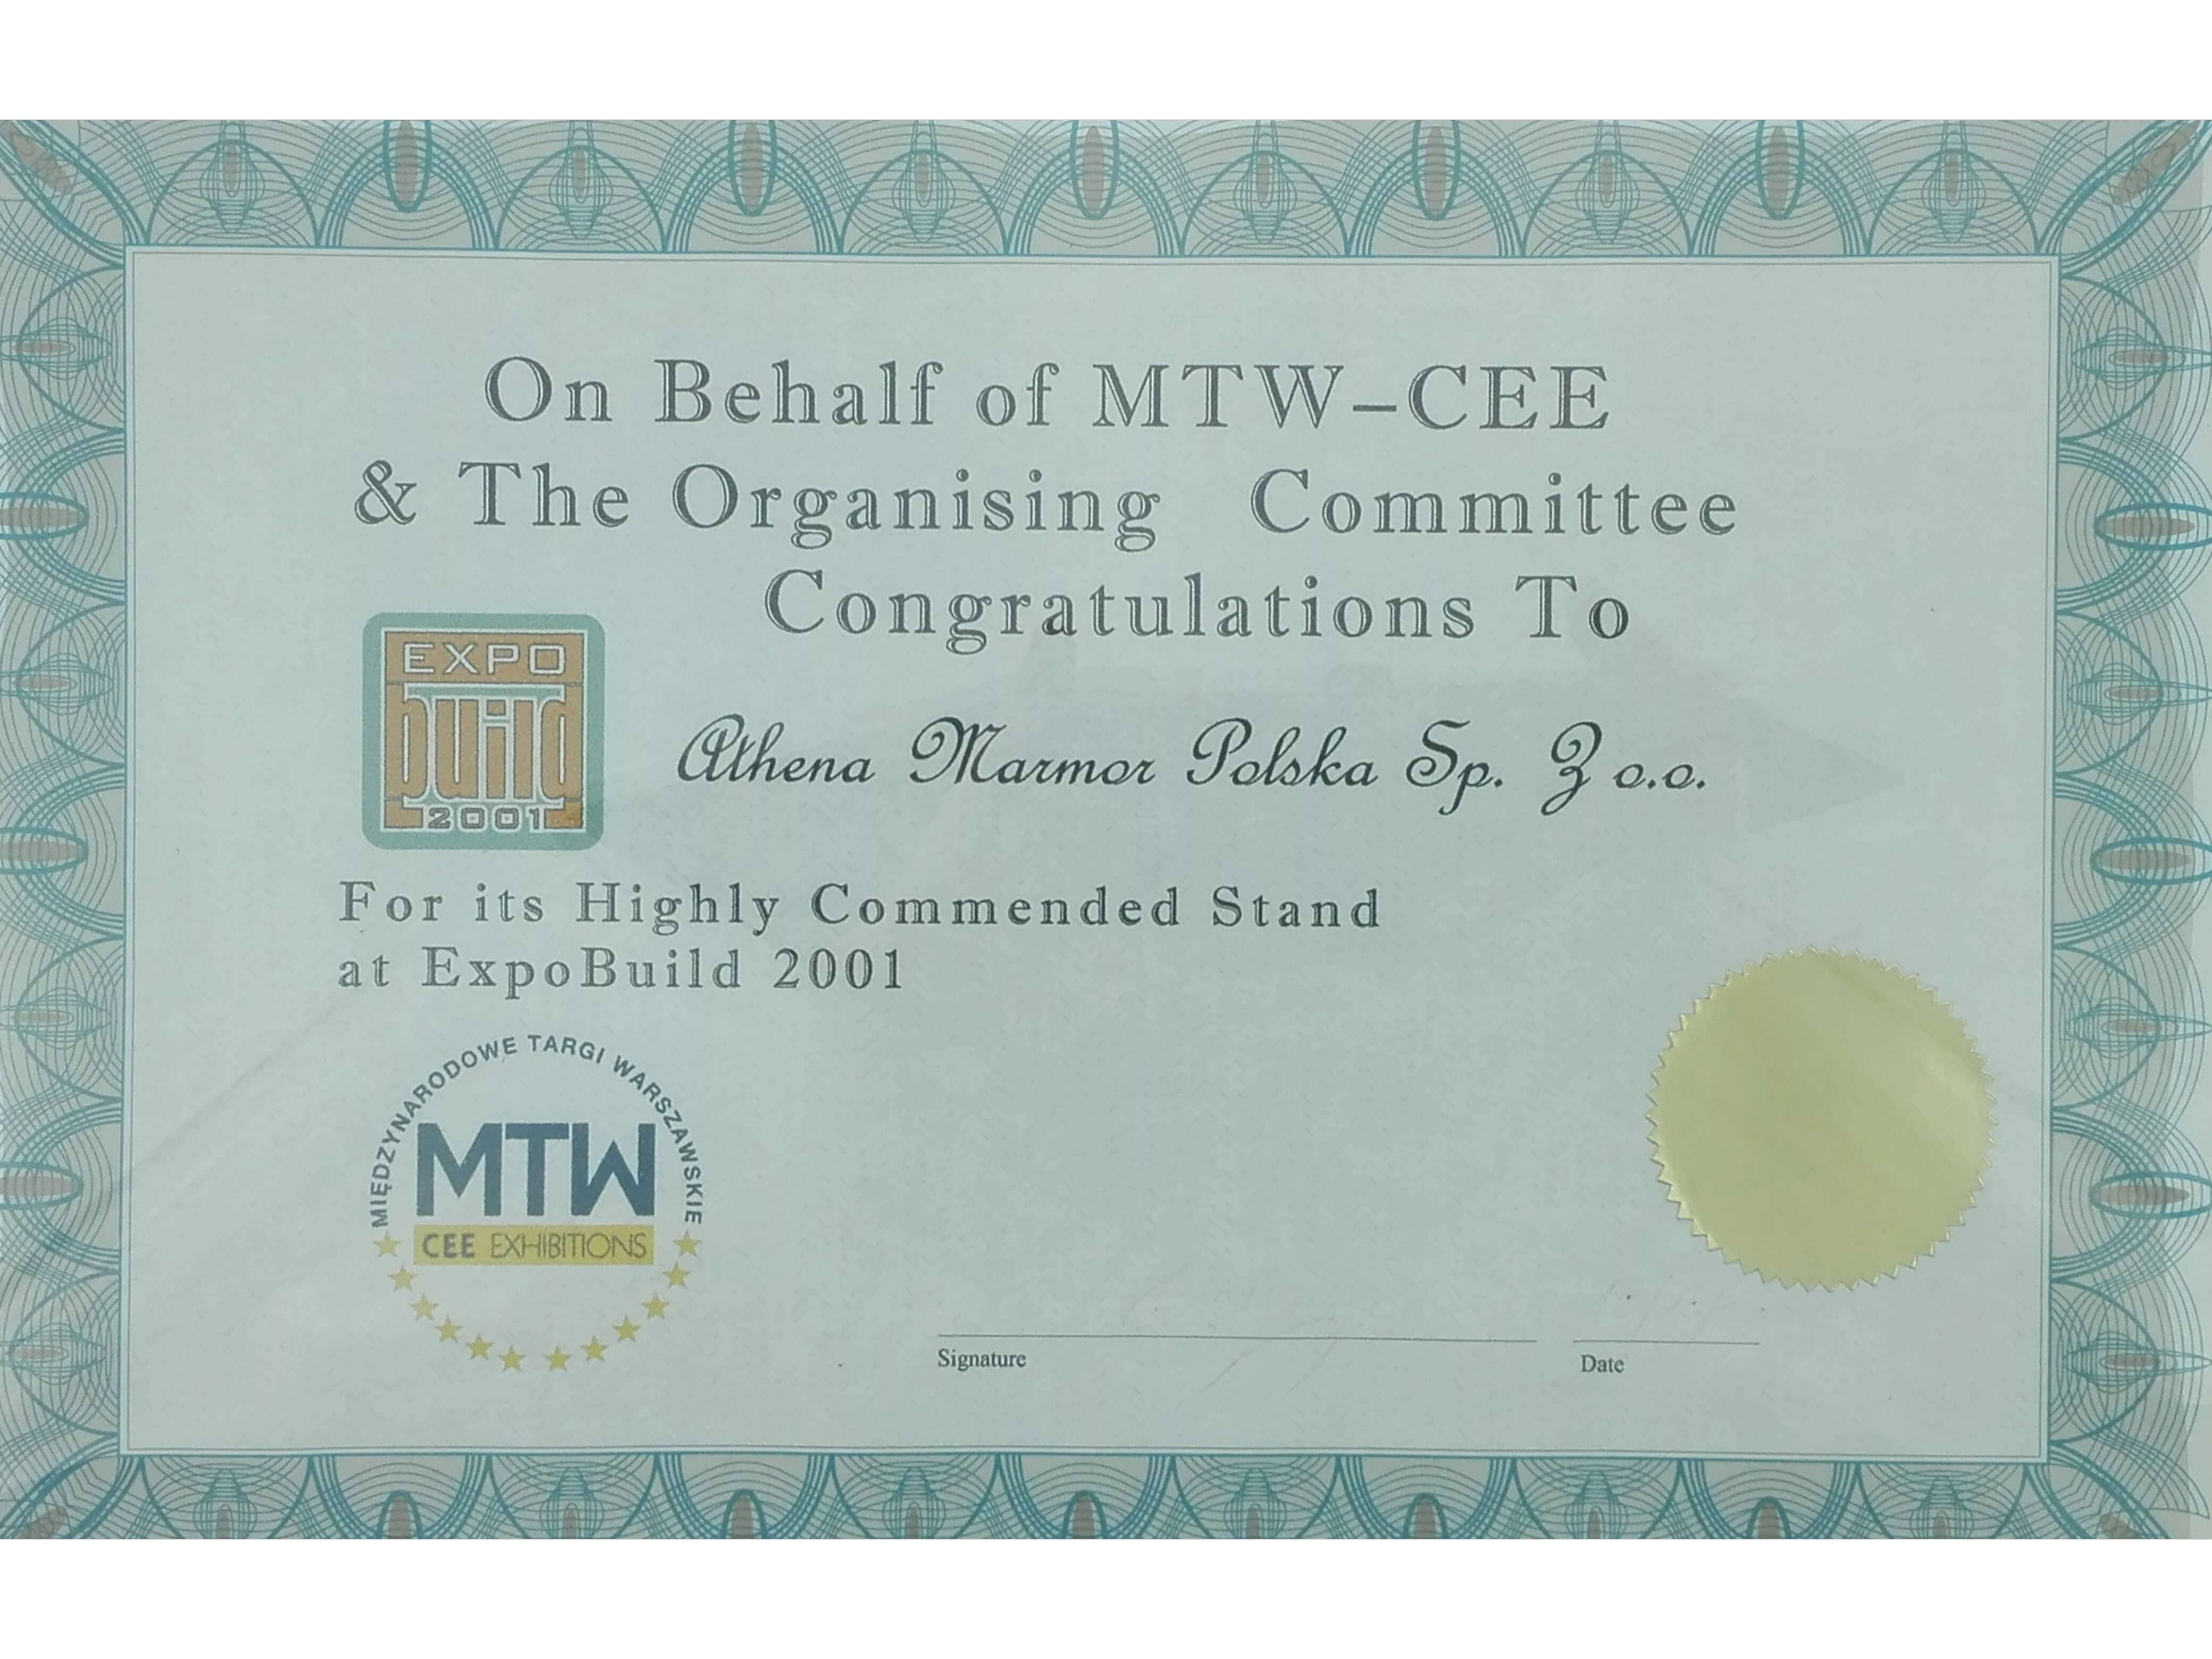 On Behalf of MTW-CEE
& The Organising Committee
Congratulations To
EXPO
build
2001
Athena Marmor Polska Sp. Z o.o.
For its Highly Commended Stand
at ExpoBuild 2001
MIĘDZYNARODOWE TARGI WARSZAWSKIE
MTW
CEE EXHIBITIONS
Signature
Date